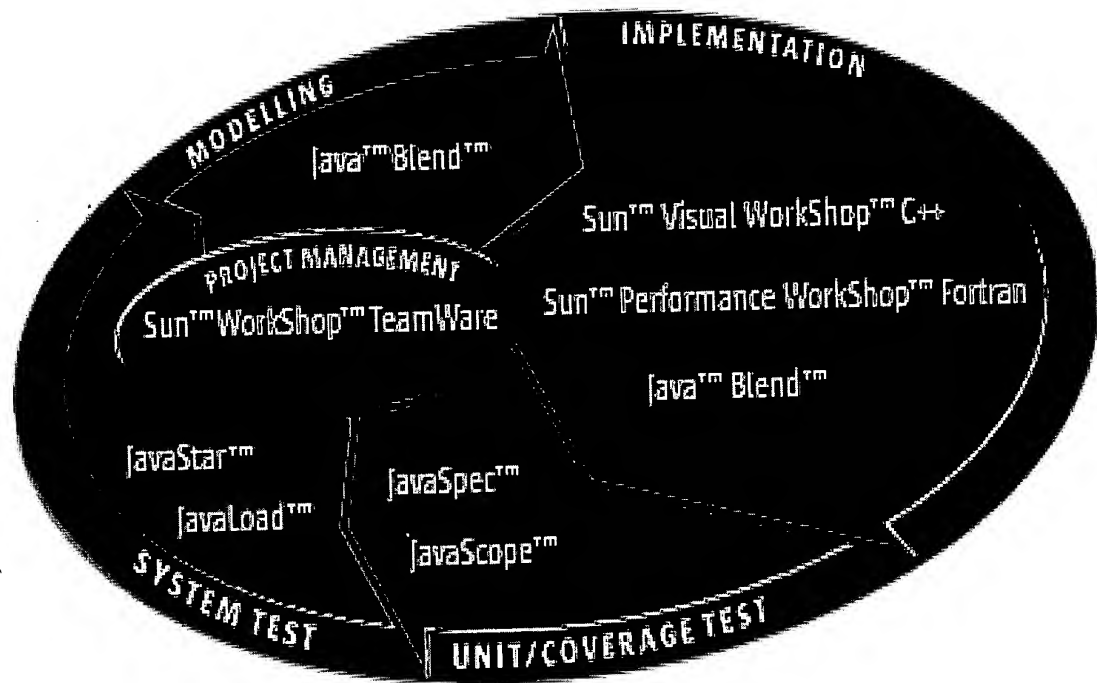 IMPLEMENTATION
MODELLING
Java™ Blend™
Sun™ Visual WorkShop™ C++
PROJECT MANAGEMENT
Sun™ WorkShop™ TeamWare
Sun™ Performance WorkShop™ Fortran
Java™ Blend™
JavaStar™
JavaLoad™
JavaSpec™
JavaScope™
SYSTEM TEST
UNIT/COVERAGE TEST